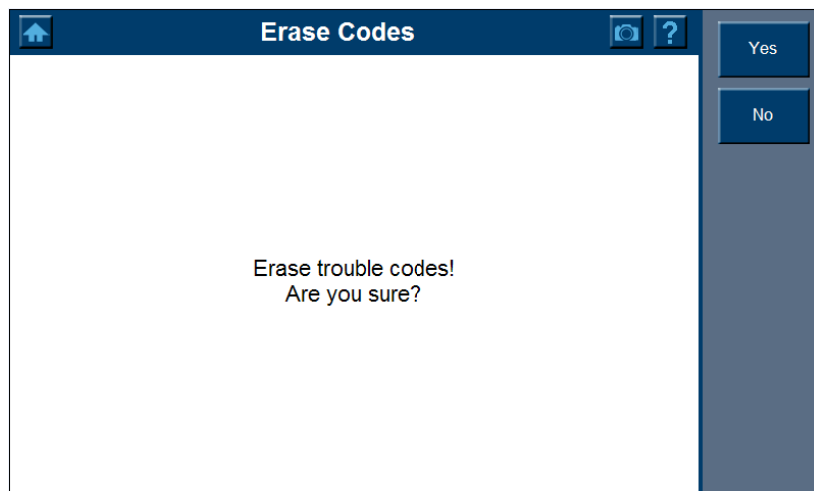 Erase Codes
?
Yes
No
Erase trouble codes!
Are you sure?